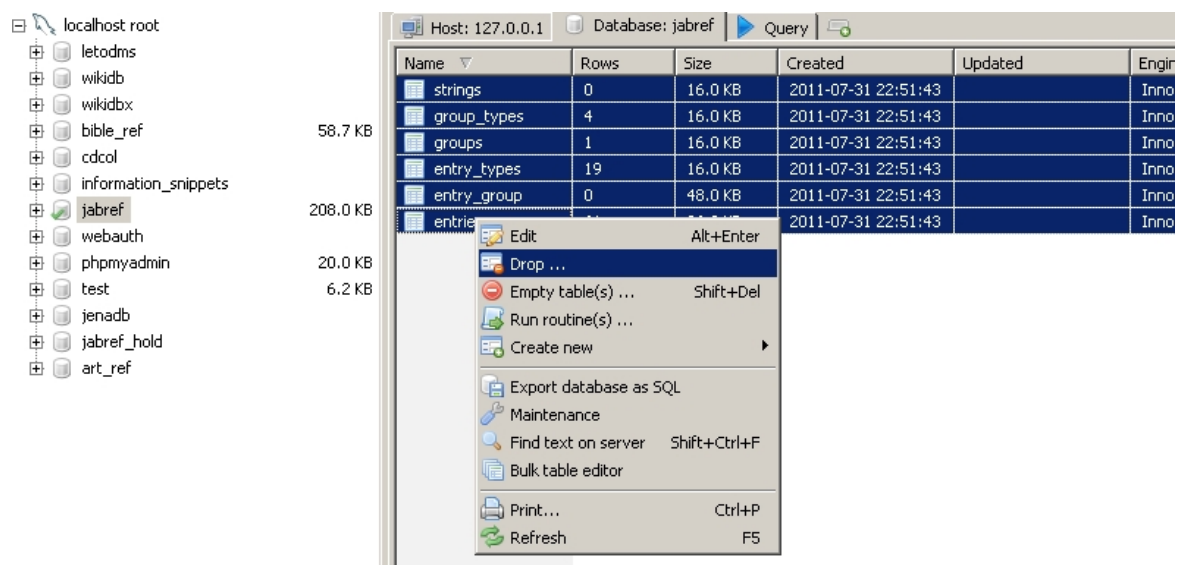 localhost root
letodms
wikidb
wikidbx
bible_ref 58.7 KB
cdcol
information_snippets
jabref 208.0 KB
webauth
phpmyadmin 20.0 KB
test 6.2 KB
jenadb
jabref_hold
art_ref
Host: 127.0.0.1 Database: jabref Query
Name Rows Size Created Updated Engin
strings 0 16.0 KB 2011-07-31 22:51:43 Inno
group_types 4 16.0 KB 2011-07-31 22:51:43 Inno
groups 1 16.0 KB 2011-07-31 22:51:43 Inno
entry_types 19 16.0 KB 2011-07-31 22:51:43 Inno
entry_group 0 48.0 KB 2011-07-31 22:51:43 Inno
entrie 2011-07-31 22:51:43 Inno
Edit Alt+Enter
Drop ...
Empty table(s) ... Shift+Del
Run routine(s) ...
Create new
Export database as SQL
Maintenance
Find text on server Shift+Ctrl+F
Bulk table editor
Print... Ctrl+P
Refresh F5